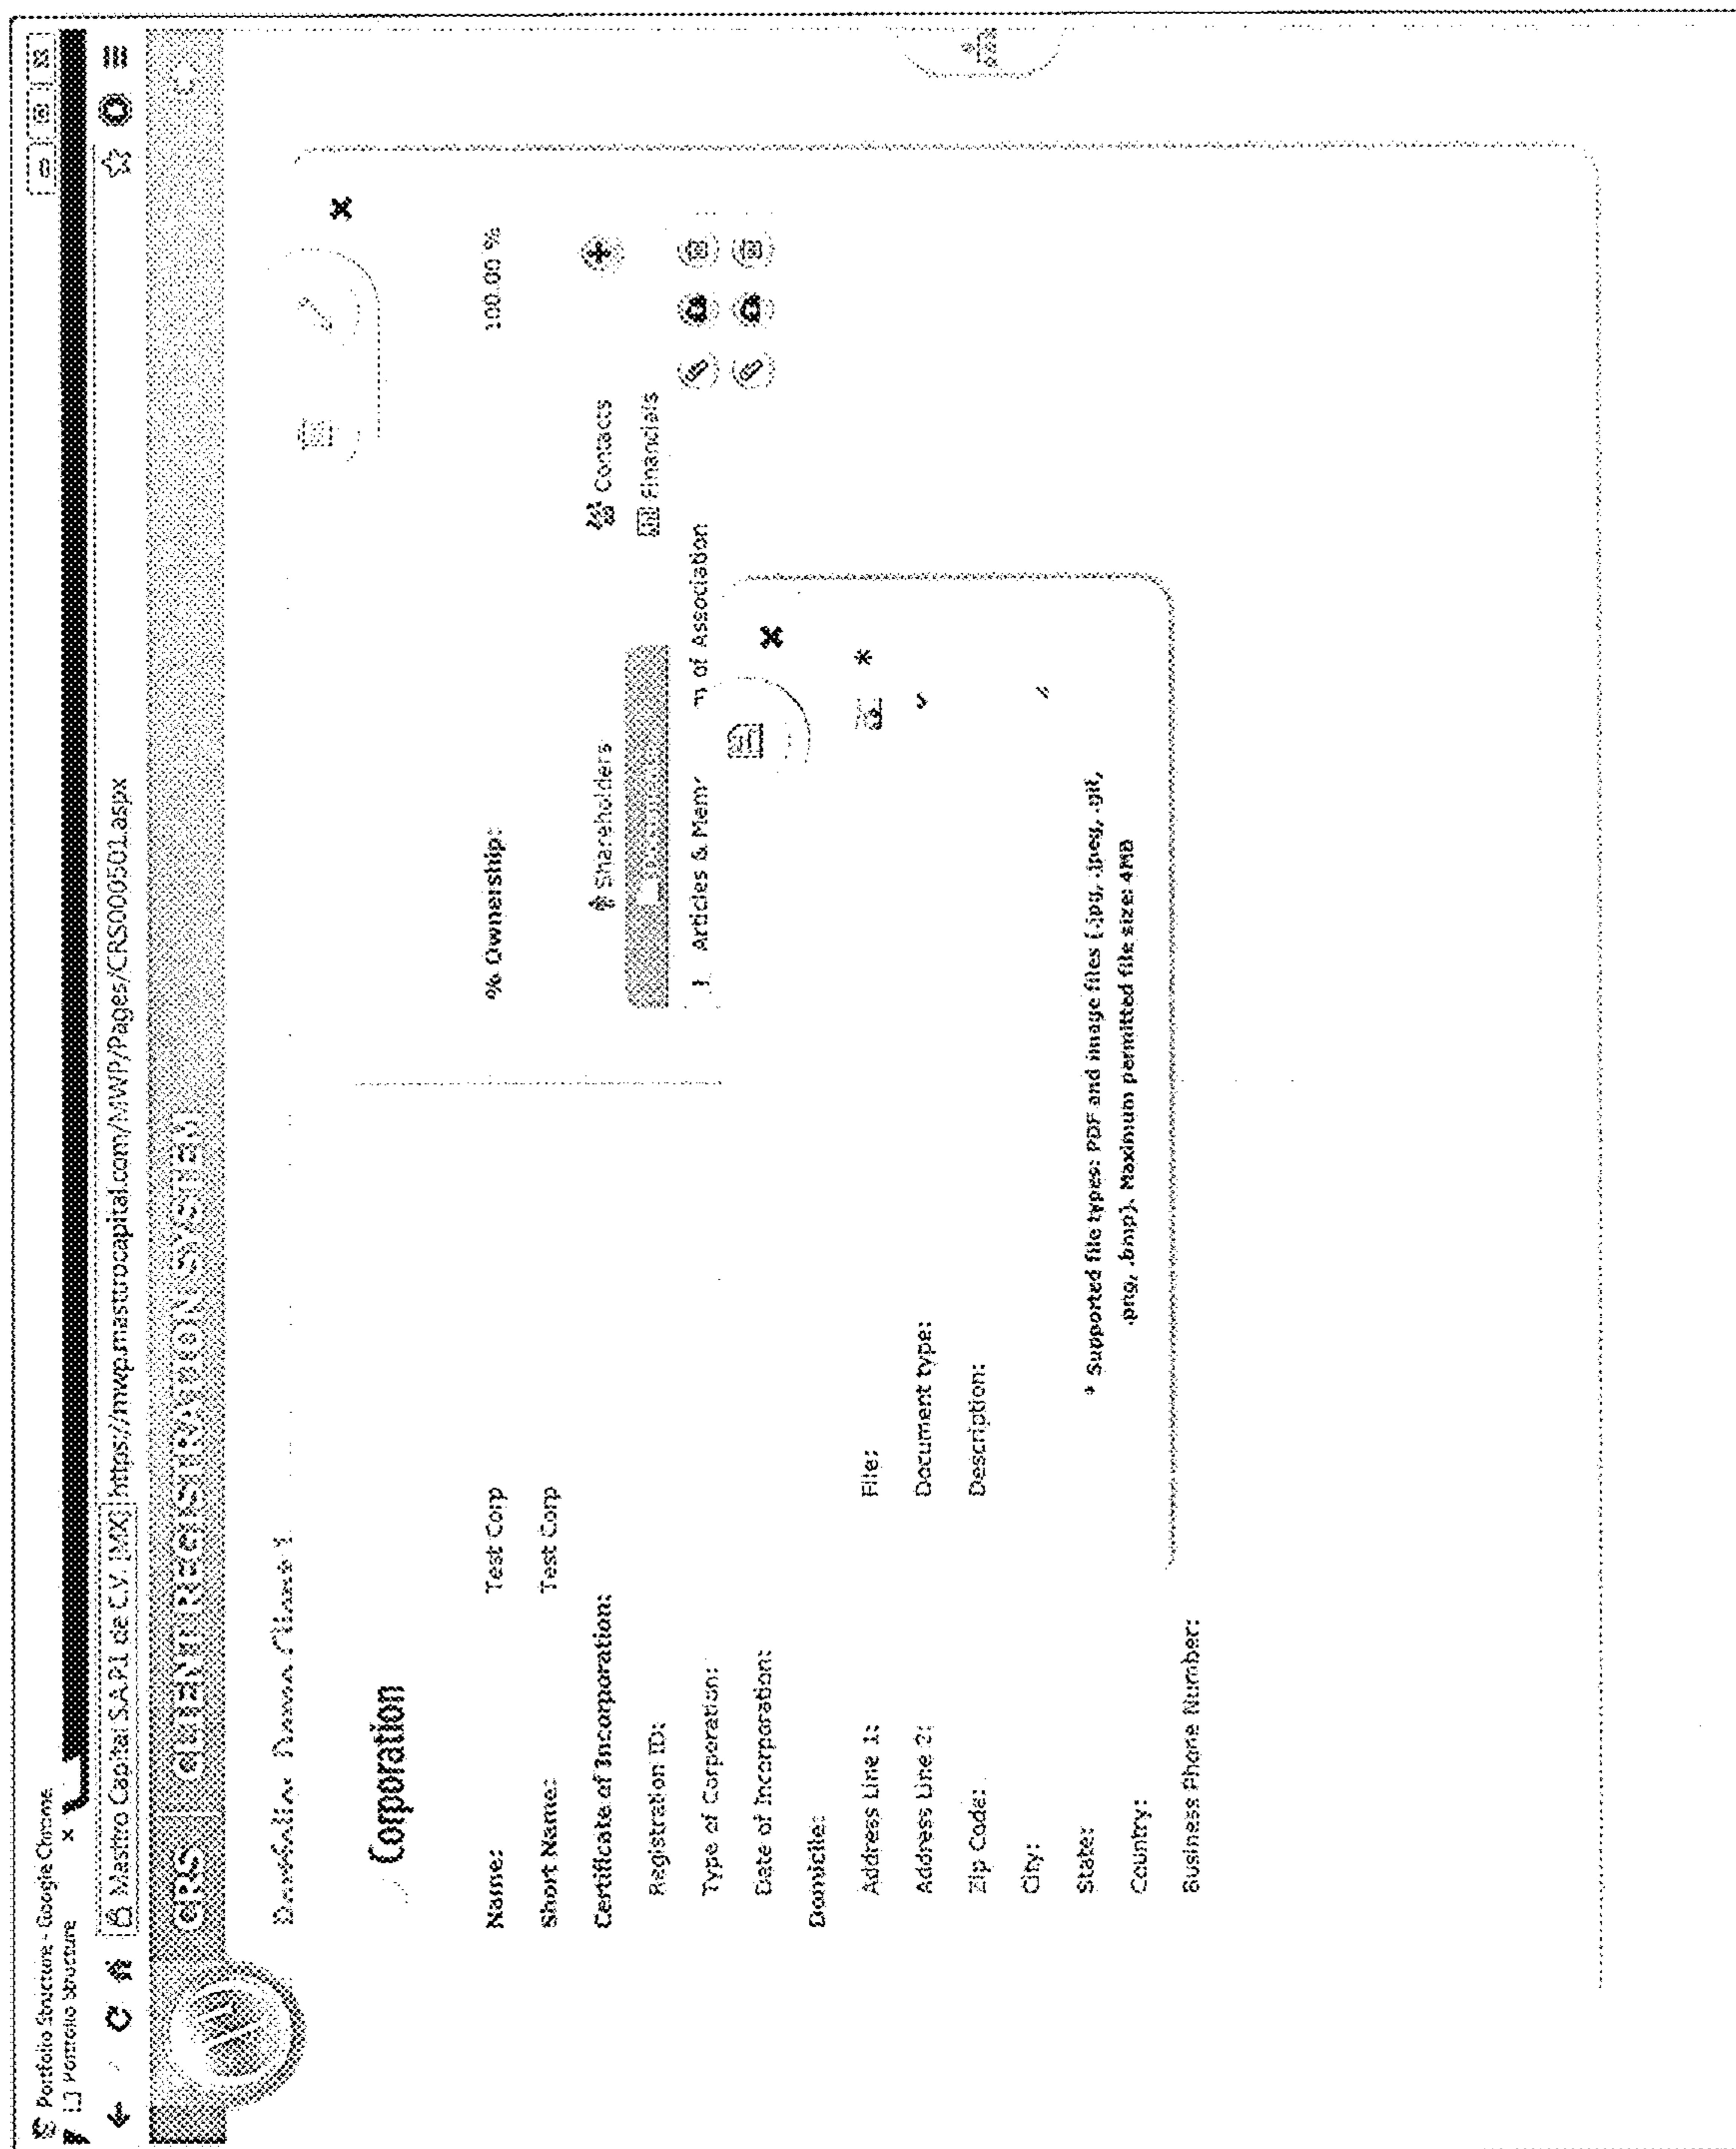 Portfolio Structure - Google Chrome
Portfolio Structure
Mastro Capital S.A.P.I. de C.V. [MX] https://mwp.mastrocapital.com/MWP/Pages/CRS000501.aspx
CRS | CLIENT REGISTRATION SYSTEM
Corporation
Name: Test Corp
% Ownership: 100.00 %
Short Name: Test Corp
Certificate of Incorporation:
Shareholders
Contacts
Registration ID:
Financials
Type of Corporation:
1. Articles & Mem of Association
Date of Incorporation:
Domicile:
Address Line 1:
File: *
Address Line 2:
Document type:
Zip Code:
Description:
City:
State:
* Supported file types: PDF and image files (.jpg, .jpeg, .gif,
Country:
.png, .bmp). Maximum permitted file size: 4MB
Business Phone Number: